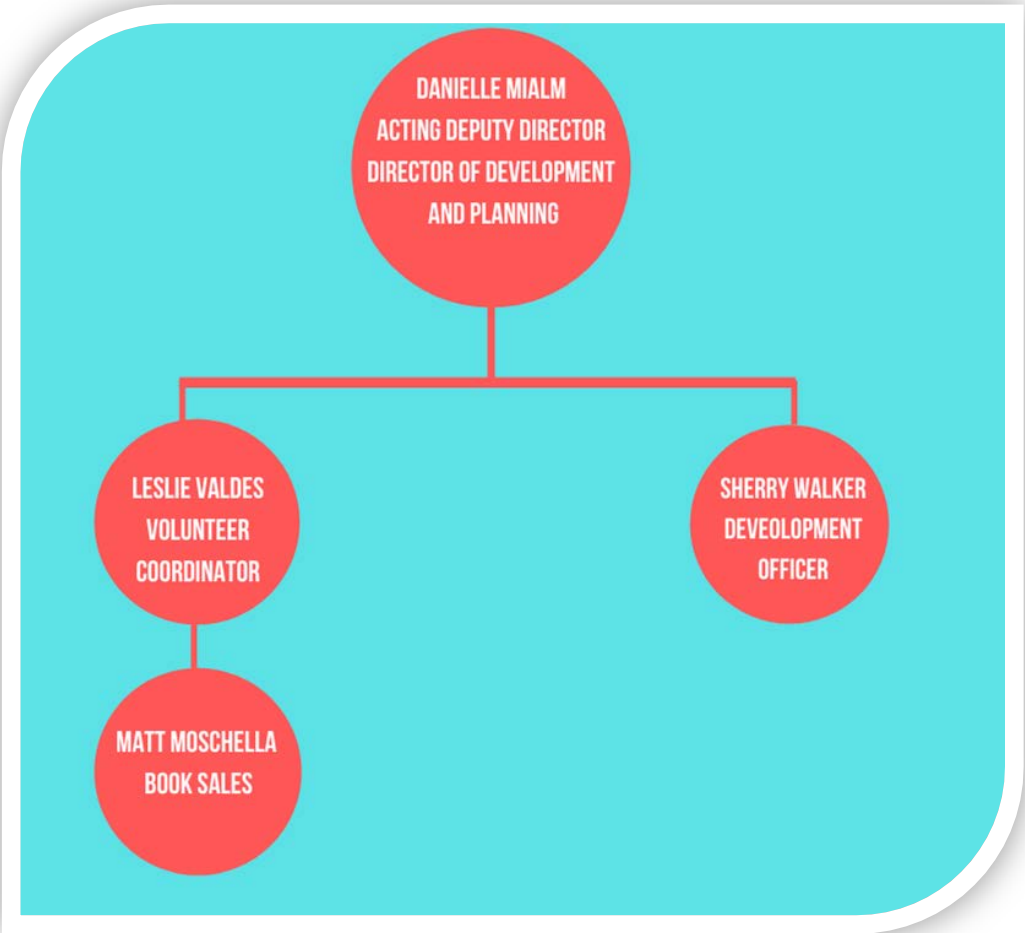 DANIELLE MIALM
ACTING DEPUTY DIRECTOR
DIRECTOR OF DEVELOPMENT
AND PLANNING
LESLIE VALDES
VOLUNTEER
COORDINATOR
SHERRY WALKER
DEVEOLOPMENT
OFFICER
MATT MOSCHELLA
BOOK SALES